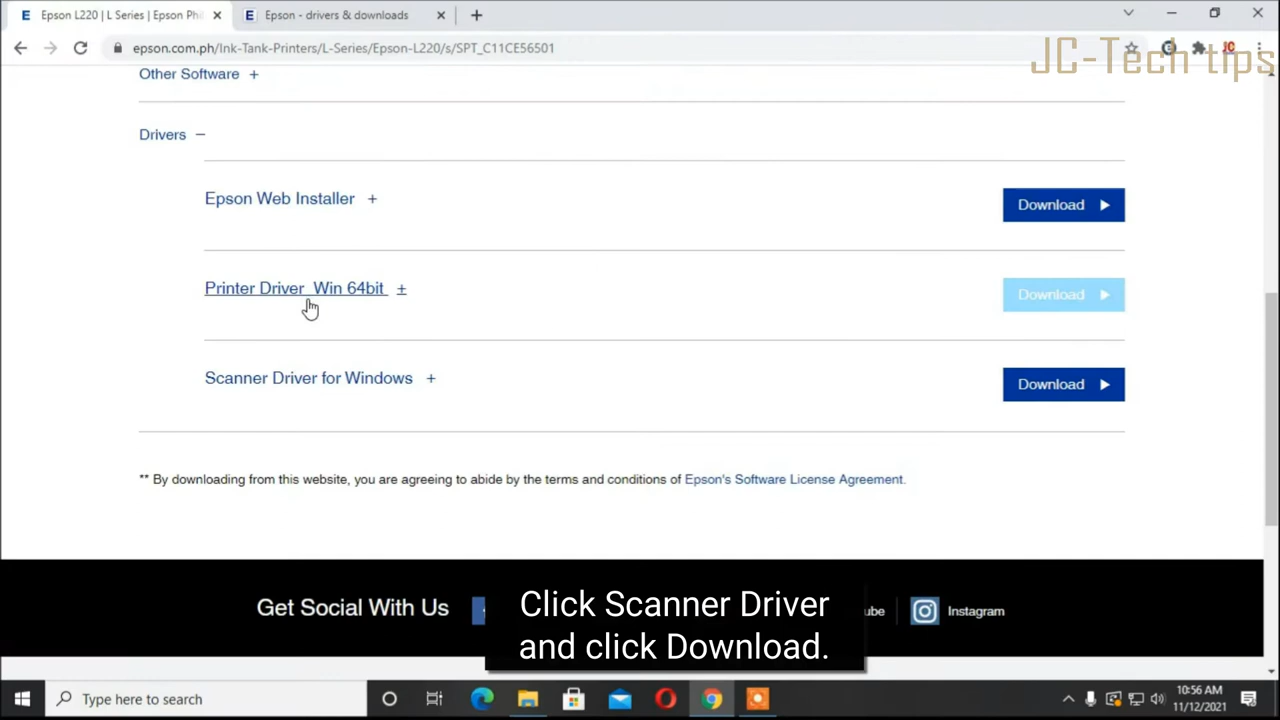 Epson L220 | L Series | Epson Phi
Epson - drivers & downloads
epson.com.ph/Ink-Tank-Printers/L-Series/Epson-L220/s/SPT_C11CE56501
JC-Tech tips
Other Software +
Drivers −
Epson Web Installer +
Download
Printer Driver Win 64bit +
Download
Scanner Driver for Windows +
Download
** By downloading from this website, you are agreeing to abide by the terms and conditions of Epson's Software License Agreement.
Get Social With Us
ube
Instagram
Click Scanner Driver
and click Download.
Type here to search
10:56 AM
11/12/2021